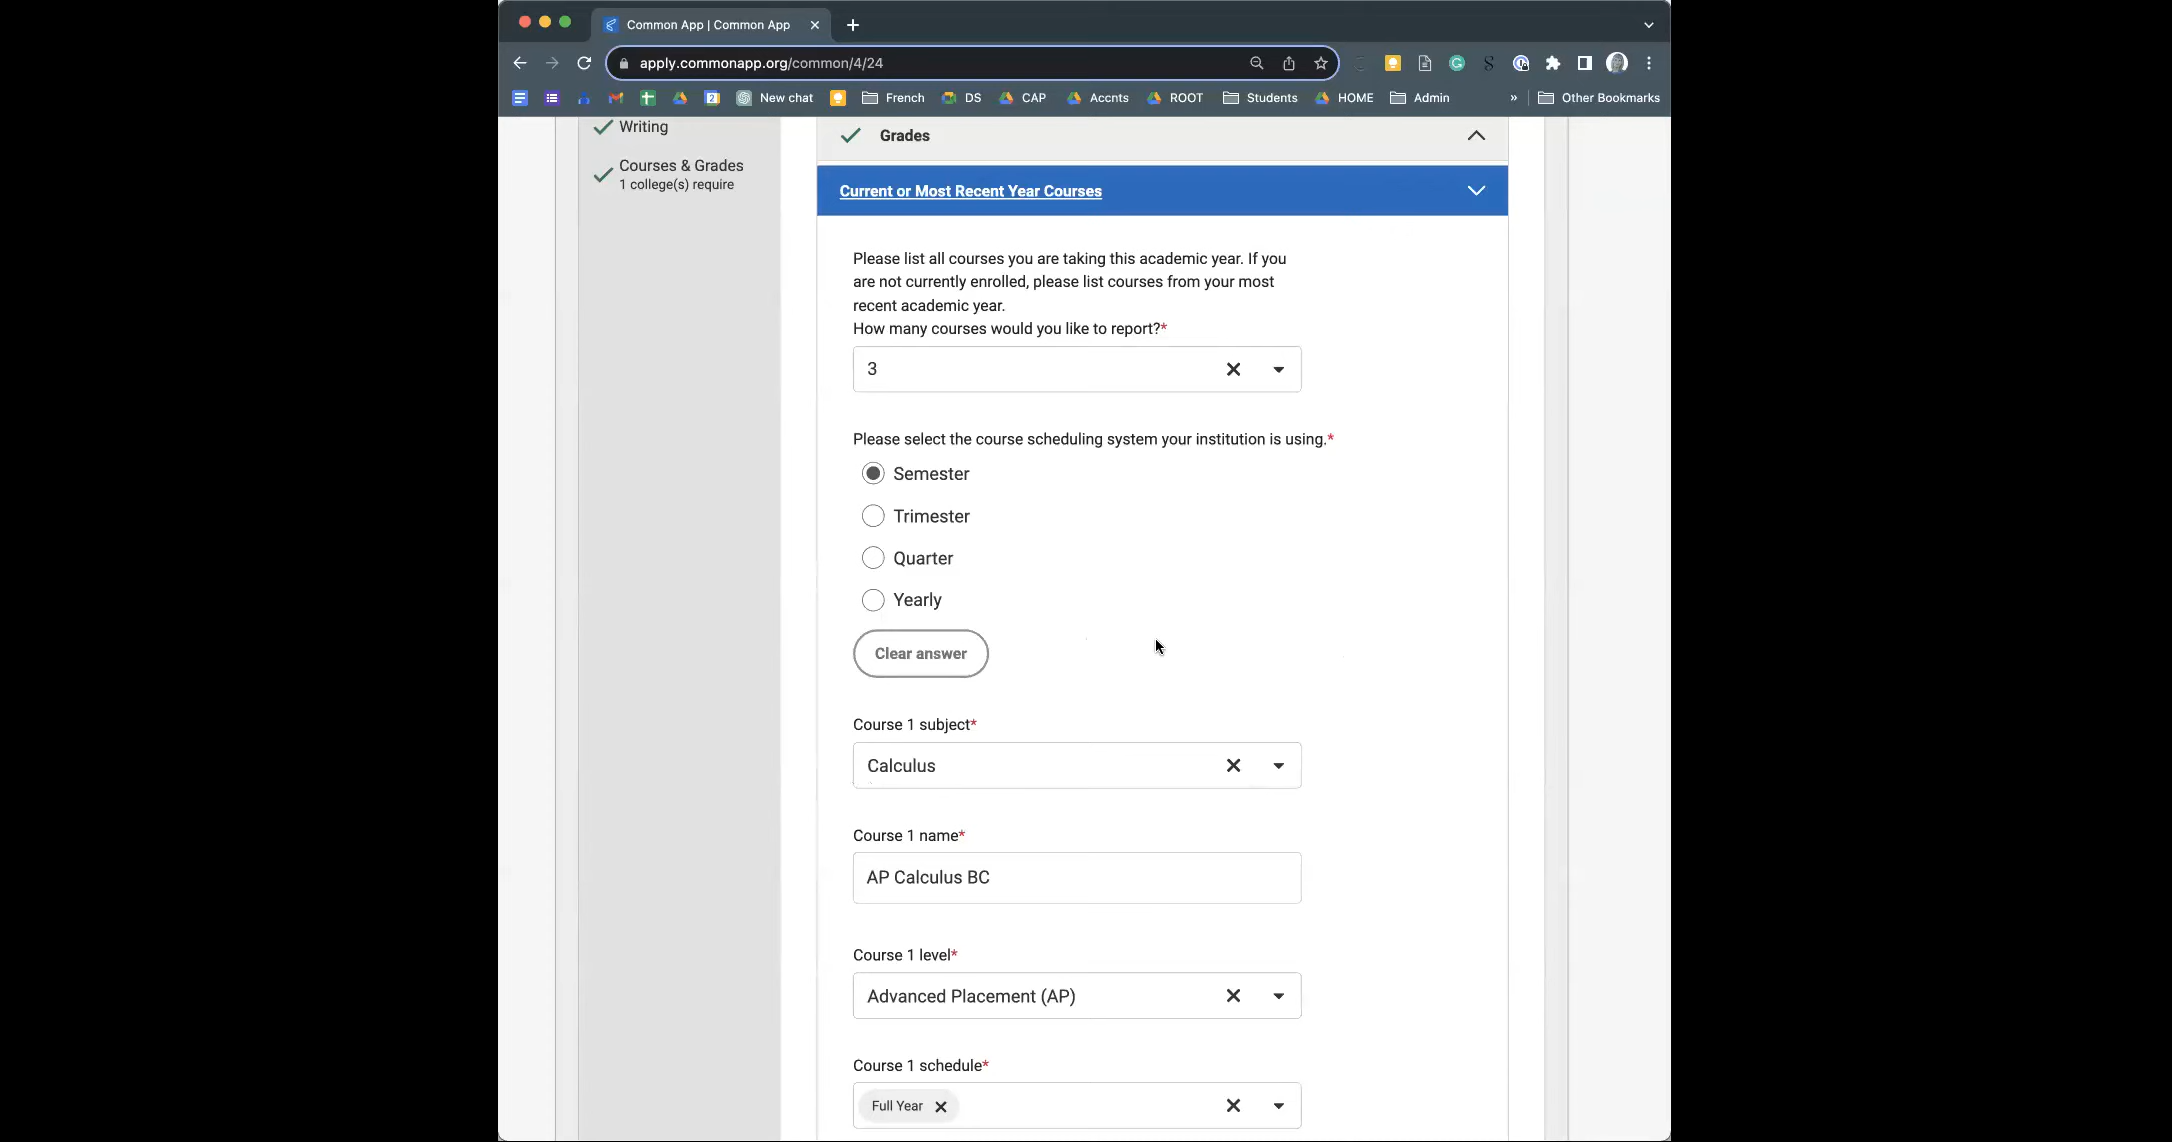 Common App | Common App
apply.commonapp.org/common/4/24
New chat
French
DS
CAP
Accnts
ROOT
Students
HOME
Admin
»
Other Bookmarks
Writing
Courses & Grades
1 college(s) require
Grades
Current or Most Recent Year Courses
Please list all courses you are taking this academic year. If you
are not currently enrolled, please list courses from your most
recent academic year.
How many courses would you like to report?*
3
Please select the course scheduling system your institution is using.*
Semester
Trimester
Quarter
Yearly
Clear answer
Course 1 subject*
Calculus
Course 1 name*
AP Calculus BC
Course 1 level*
Advanced Placement (AP)
Course 1 schedule*
Full Year